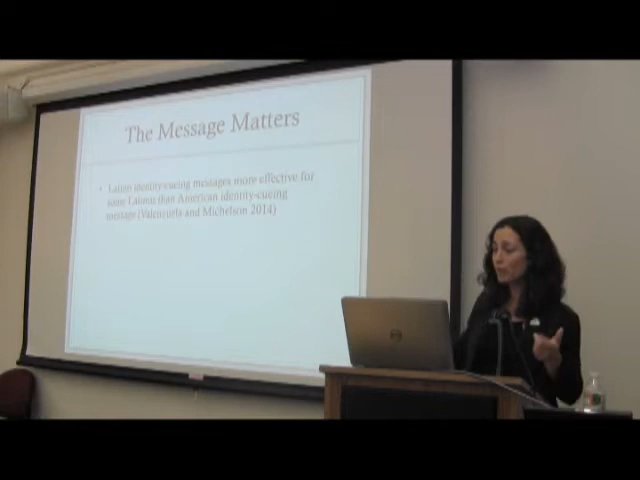 The Message Matters
• Latino identity-cueing messages more effective for
some Latinos than American identity-cueing
message (Valenzuela and Michelson 2014)